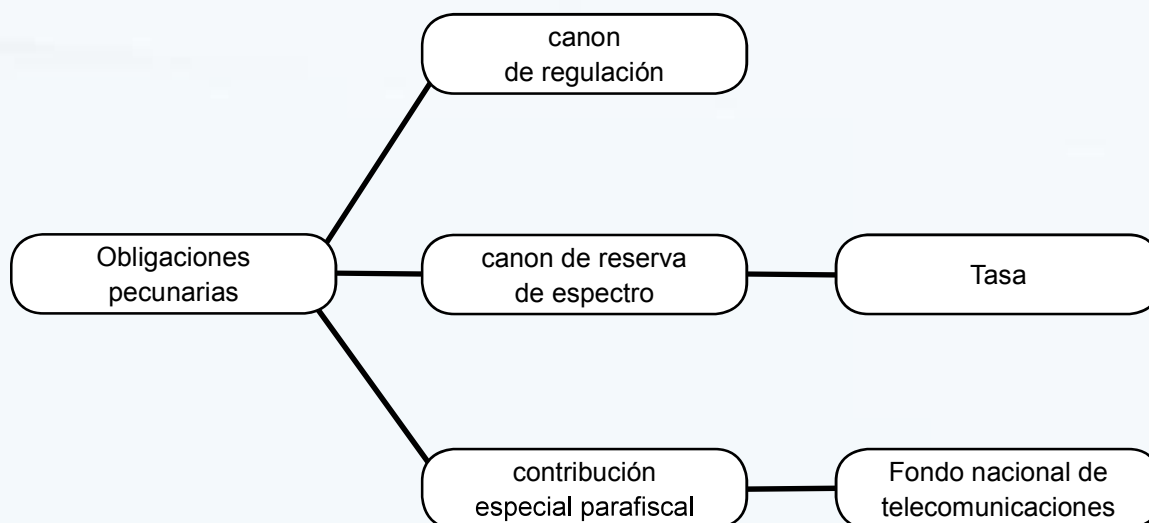 canon
de regulación
Obligaciones
pecunarias
canon de reserva
de espectro
Tasa
contribución
especial parafiscal
Fondo nacional de
telecomunicaciones